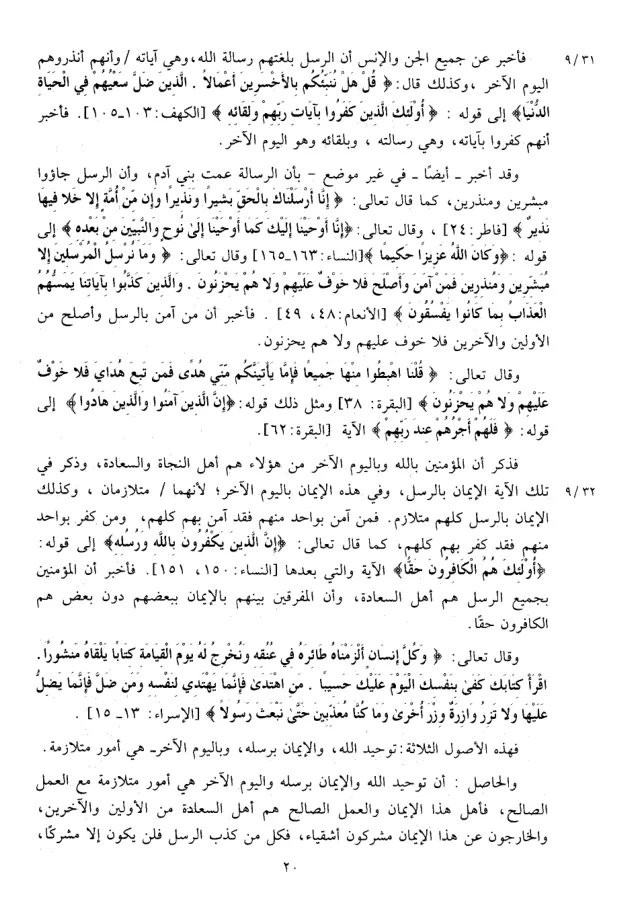 ٩/٣١ فأخبر عن جميع الجن والإنس أن الرسل بلغتهم رسالة الله، وهي آياته / وأنهم أنذروهم
اليوم الآخر ، وكذلك قال : ﴿ قُلْ هَلْ نُنَبِّئُكُم بِالأَخْسَرِينَ أَعْمَالاً . الَّذِينَ ضَلَّ سَعْيُهُمْ فِي الْحَيَاةِ
الدُّنْيَا﴾ إلى قوله : ﴿ أُوْلَئِكَ الَّذِينَ كَفَرُوا بِآيَاتِ رَبِّهِمْ وَلِقَائِهِ ﴾ [الكهف: ١٠٣ـ١٠٥]. فأخبر
أنهم كفروا بآياته، وهي رسالته ، وبلقائه وهو اليوم الآخر.
وقد أخبر ـ أيضًا ـ في غير موضع – بأن الرسالة عمت بني آدم، وأن الرسل جاؤوا
مبشرين ومنذرين، كما قال تعالى: ﴿ إِنَّا أَرْسَلْنَاكَ بِالْحَقِّ بَشِيرًا وَنَذِيرًا وَإِن مِّنْ أُمَّةٍ إِلاَّ خَلا فِيهَا
نَذِيرٌ ﴾ [فاطر: ٢٤] ، وقال تعالى: ﴿إِنَّا أَوْحَيْنَا إِلَيْكَ كَمَا أَوْحَيْنَا إِلَىٰ نُوحٍ وَالنَّبِيِّينَ مِنْ بَعْدِهِ ﴾ إلى
قوله : ﴿وَكَانَ اللَّهُ عَزِيزًا حَكِيمًا ﴾[النساء: ١٦٣ـ١٦٥] وقال تعالى: ﴿ وَمَا نُرْسِلُ الْمُرْسَلِينَ إِلا
مُبَشِّرِينَ وَمُنذِرِينَ فَمَنْ آمَنَ وَأَصْلَحَ فَلا خَوْفٌ عَلَيْهِمْ وَلا هُمْ يَحْزَنُونَ . وَالَّذِينَ كَذَّبُوا بِآيَاتِنَا يَمَسُّهُمُ
الْعَذَابُ بِمَا كَانُوا يَفْسُقُونَ ﴾ [الأنعام: ٤٨، ٤٩] . فأخبر أن من آمن بالرسل وأصلح من
الأولين والآخرين فلا خوف عليهم ولا هم يحزنون.
وقال تعالى: ﴿ قُلْنَا اهْبِطُوا مِنْهَا جَمِيعًا فَإِمَّا يَأْتِيَنَّكُم مِّنِّي هُدًى فَمَن تَبِعَ هُدَايَ فَلا خَوْفٌ
عَلَيْهِمْ وَلا هُمْ يَحْزَنُونَ ﴾ [البقرة: ٣٨] ومثل ذلك قوله: ﴿إِنَّ الَّذِينَ آمَنُوا وَالَّذِينَ هَادُوا﴾ إلى
قوله: ﴿ فَلَهُمْ أَجْرُهُمْ عِندَ رَبِّهِمْ ﴾ الآية [البقرة: ٦٢].
فذكر أن المؤمنين بالله وباليوم الآخر من هؤلاء هم أهل النجاة والسعادة، وذكر في
٩/٣٢ تلك الآية الإيمان بالرسل، وفي هذه الإيمان باليوم الآخر؛ لأنهما / متلازمان ، وكذلك
الإيمان بالرسل كلهم متلازم. فمن آمن بواحد منهم فقد آمن بهم كلهم، ومن كفر بواحد
منهم فقد كفر بهم كلهم، كما قال تعالى: ﴿إِنَّ الَّذِينَ يَكْفُرُونَ بِاللَّهِ وَرُسُلِهِ﴾ إلى قوله:
﴿أُوْلَئِكَ هُمُ الْكَافِرُونَ حَقًّا﴾ الآية والتي بعدها [النساء: ١٥٠، ١٥١]. فأخبر أن المؤمنين
بجميع الرسل هم أهل السعادة، وأن المفرقين بينهم بالإيمان ببعضهم دون بعض هم
الكافرون حقًا.
وقال تعالى: ﴿ وَكُلَّ إِنسَانٍ أَلْزَمْنَاهُ طَائِرَهُ فِي عُنُقِهِ وَنُخْرِجُ لَهُ يَوْمَ الْقِيَامَةِ كِتَابًا يَلْقَاهُ مَنشُورًا .
اقْرَأْ كِتَابَكَ كَفَىٰ بِنَفْسِكَ الْيَوْمَ عَلَيْكَ حَسِيبًا . مَنِ اهْتَدَىٰ فَإِنَّمَا يَهْتَدِي لِنَفْسِهِ وَمَن ضَلَّ فَإِنَّمَا يَضِلُّ
عَلَيْهَا وَلا تَزِرُ وَازِرَةٌ وِزْرَ أُخْرَىٰ وَمَا كُنَّا مُعَذِّبِينَ حَتَّىٰ نَبْعَثَ رَسُولاً ﴾ [الإسراء: ١٣ـ ١٥] .
فهذه الأصول الثلاثة: توحيد الله، والإيمان برسله، وباليوم الآخرـ هي أمور متلازمة.
والحاصل : أن توحيد الله والإيمان برسله واليوم الآخر هي أمور متلازمة مع العمل
الصالح، فأهل هذا الإيمان والعمل الصالح هم أهل السعادة من الأولين والآخرين،
والخارجون عن هذا الإيمان مشركون أشقياء، فكل من كذب الرسل فلن يكون إلا مشركًا،
٢٠